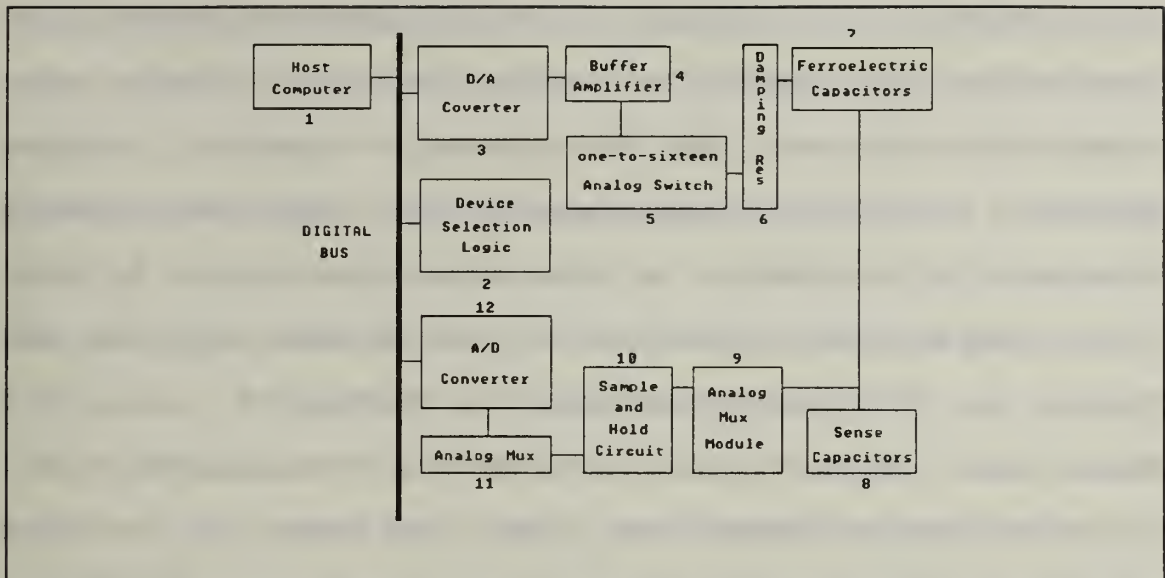 7
Host
Computer
1
D/A
Coverter
3
Buffer
Amplifier
4
one-to-sixteen
Analog Switch
5
Damping Res
6
Ferroelectric
Capacitors
Device
Selection
Logic
2
DIGITAL
BUS
12
A/D
Converter
Analog Mux
11
10
Sample
and
Hold
Circuit
9
Analog
Mux
Module
Sense
Capacitors
8